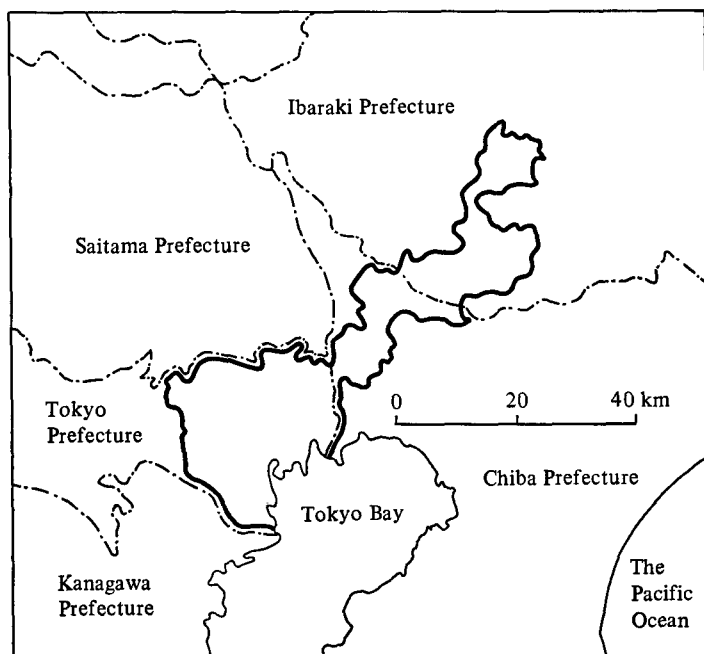 Ibaraki Prefecture
Saitama Prefecture
Tokyo
Prefecture
0 20 40 km
Chiba Prefecture
Tokyo Bay
Kanagawa
Prefecture
The
Pacific
Ocean